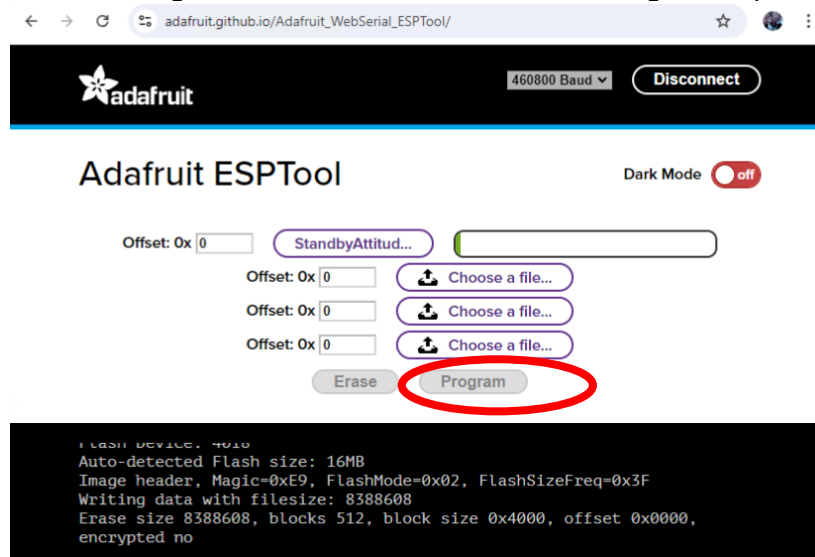 adafruit.github.io/Adafruit_WebSerial_ESPTool/
adafruit
460800 Baud
Disconnect
Adafruit ESPTool
Dark Mode off
Offset: 0x 0 StandbyAttitud...
Offset: 0x 0 Choose a file...
Offset: 0x 0 Choose a file...
Offset: 0x 0 Choose a file...
Erase Program
Flash Device: 4018
Auto-detected Flash size: 16MB
Image header, Magic=0xE9, FlashMode=0x02, FlashSizeFreq=0x3F
Writing data with filesize: 8388608
Erase size 8388608, blocks 512, block size 0x4000, offset 0x0000,
encrypted no